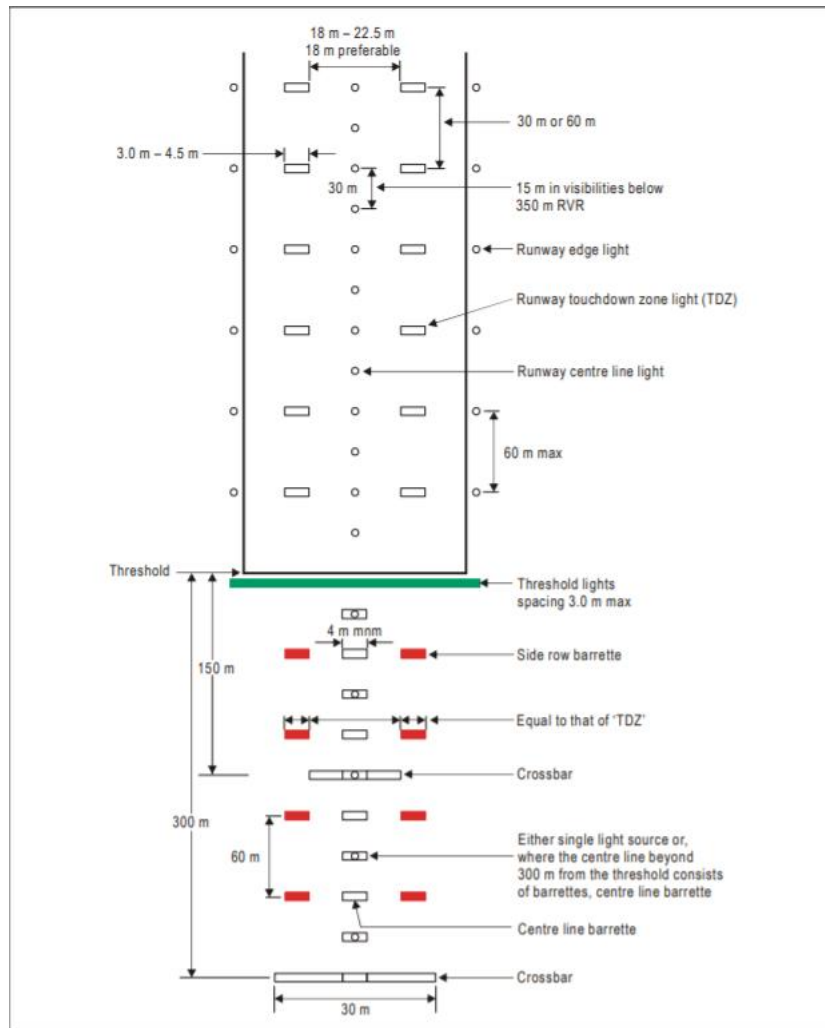 18 m – 22.5 m
18 m preferable
30 m or 60 m
3.0 m – 4.5 m
30 m
15 m in visibilities below
350 m RVR
Runway edge light
Runway touchdown zone light (TDZ)
Runway centre line light
60 m max
Threshold
Threshold lights
spacing 3.0 m max
4 m mnm
Side row barrette
150 m
Equal to that of ‘TDZ’
Crossbar
300 m
60 m
Either single light source or,
where the centre line beyond
300 m from the threshold consists
of barrettes, centre line barrette
Centre line barrette
Crossbar
30 m